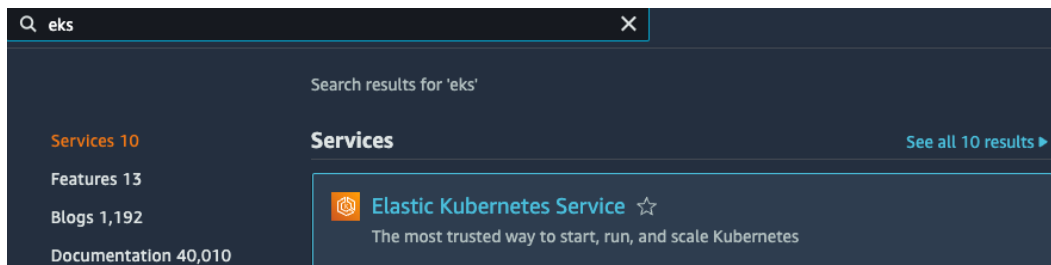 eks
Search results for 'eks'
Services 10
Features 13
Blogs 1,192
Documentation 40,010
Services
See all 10 results
Elastic Kubernetes Service
The most trusted way to start, run, and scale Kubernetes